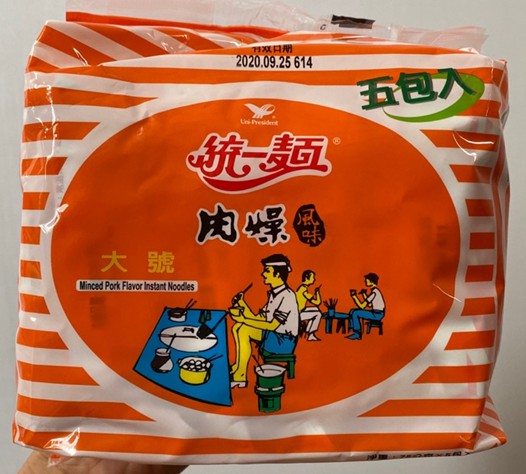 有效日期
2020.09.25 614
五包入
Uni-President
統一麵®
肉燥
風味
大號
Minced Pork Flavor Instant Noodles